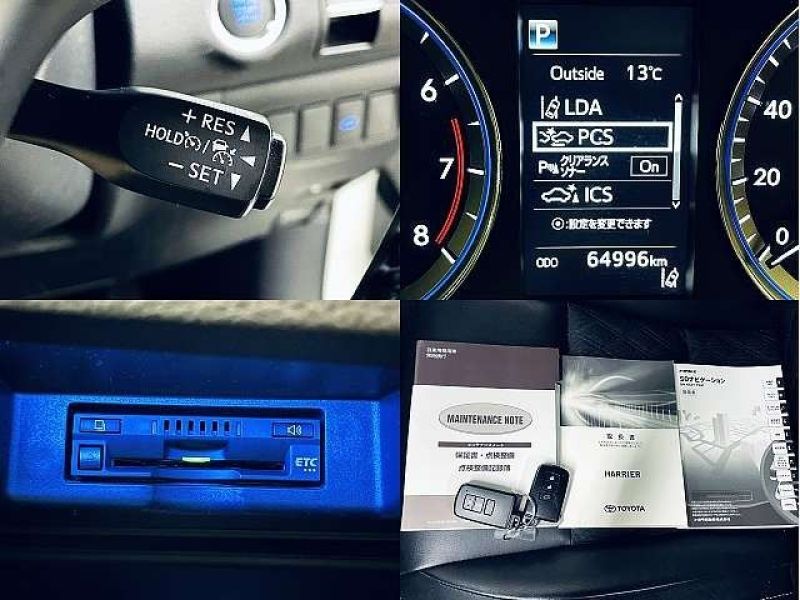 + RES
HOLD /
− SET
P
Outside 13℃
LDA
PCS
クリアランス
ソナー On
ICS
:設定を変更できます
ODO 64996km
6
7
8
40
20
0
ETC
MAINTENANCE NOTE
メンテナンスノート
保証書・点検整備
点検整備記録簿
取扱書
HARRIER
TOYOTA
SDナビゲーション